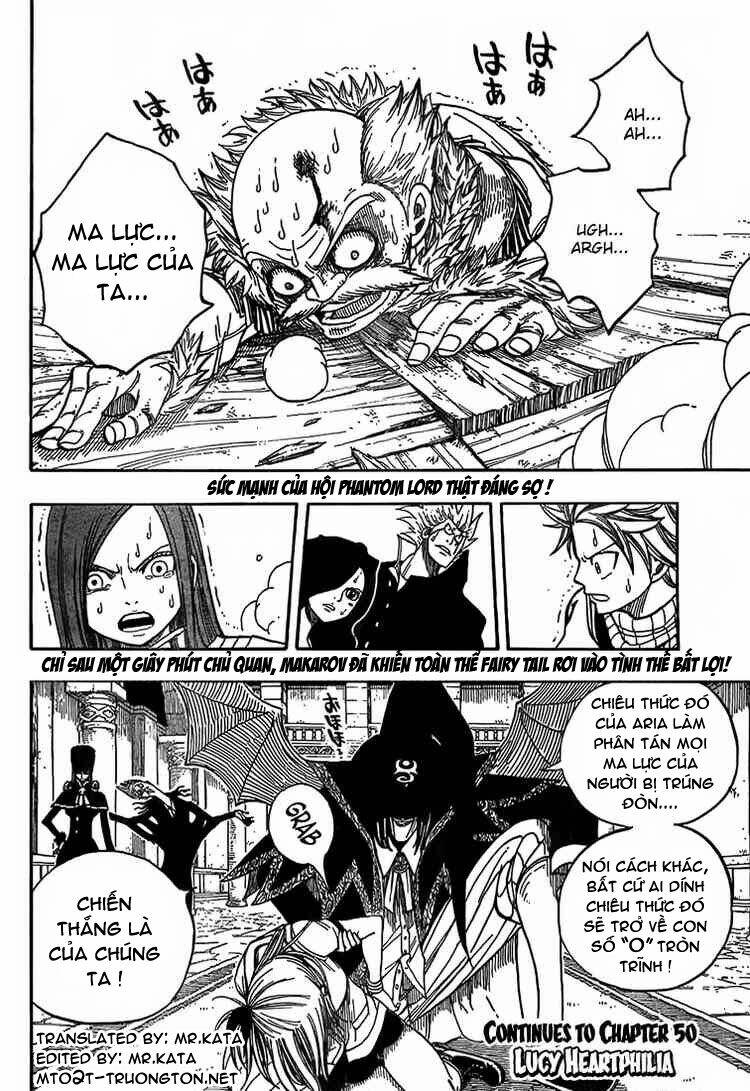 はぁ
はぁ
はぁ
はぁ
AH...
AH...
UGH...
ARGH...
MA LỰC...
MA LỰC CỦA
TA...
SỨC MẠNH CỦA HỘI PHANTOM LORD THẬT ĐÁNG SỢ !
CHỈ SAU MỘT GIÂY PHÚT CHỦ QUAN, MAKAROV ĐÃ KHIẾN TOÀN THỂ FAIRY TAIL RƠI VÀO TÌNH THẾ BẤT LỢI!
CHIÊU THỨC ĐÓ
CỦA ARIA LÀM
PHÂN TÁN MỌI
MA LỰC CỦA
NGƯỜI BỊ TRÚNG
ĐÒN....
おほほ
GRAB
NÓI CÁCH KHÁC,
BẤT CỨ AI DÍNH
CHIÊU THỨC ĐÓ
SẼ TRỞ VỀ CON
SỐ "0" TRÒN
TRĨNH !
CHIẾN
THẮNG LÀ
CỦA CHÚNG
TA !
CONTINUES TO CHAPTER 50
LUCY HEARTPHILIA
TRANSLATED BY: MR.KATA
EDITED BY: MR.KATA
MTO2T-TRUONGTON.NET